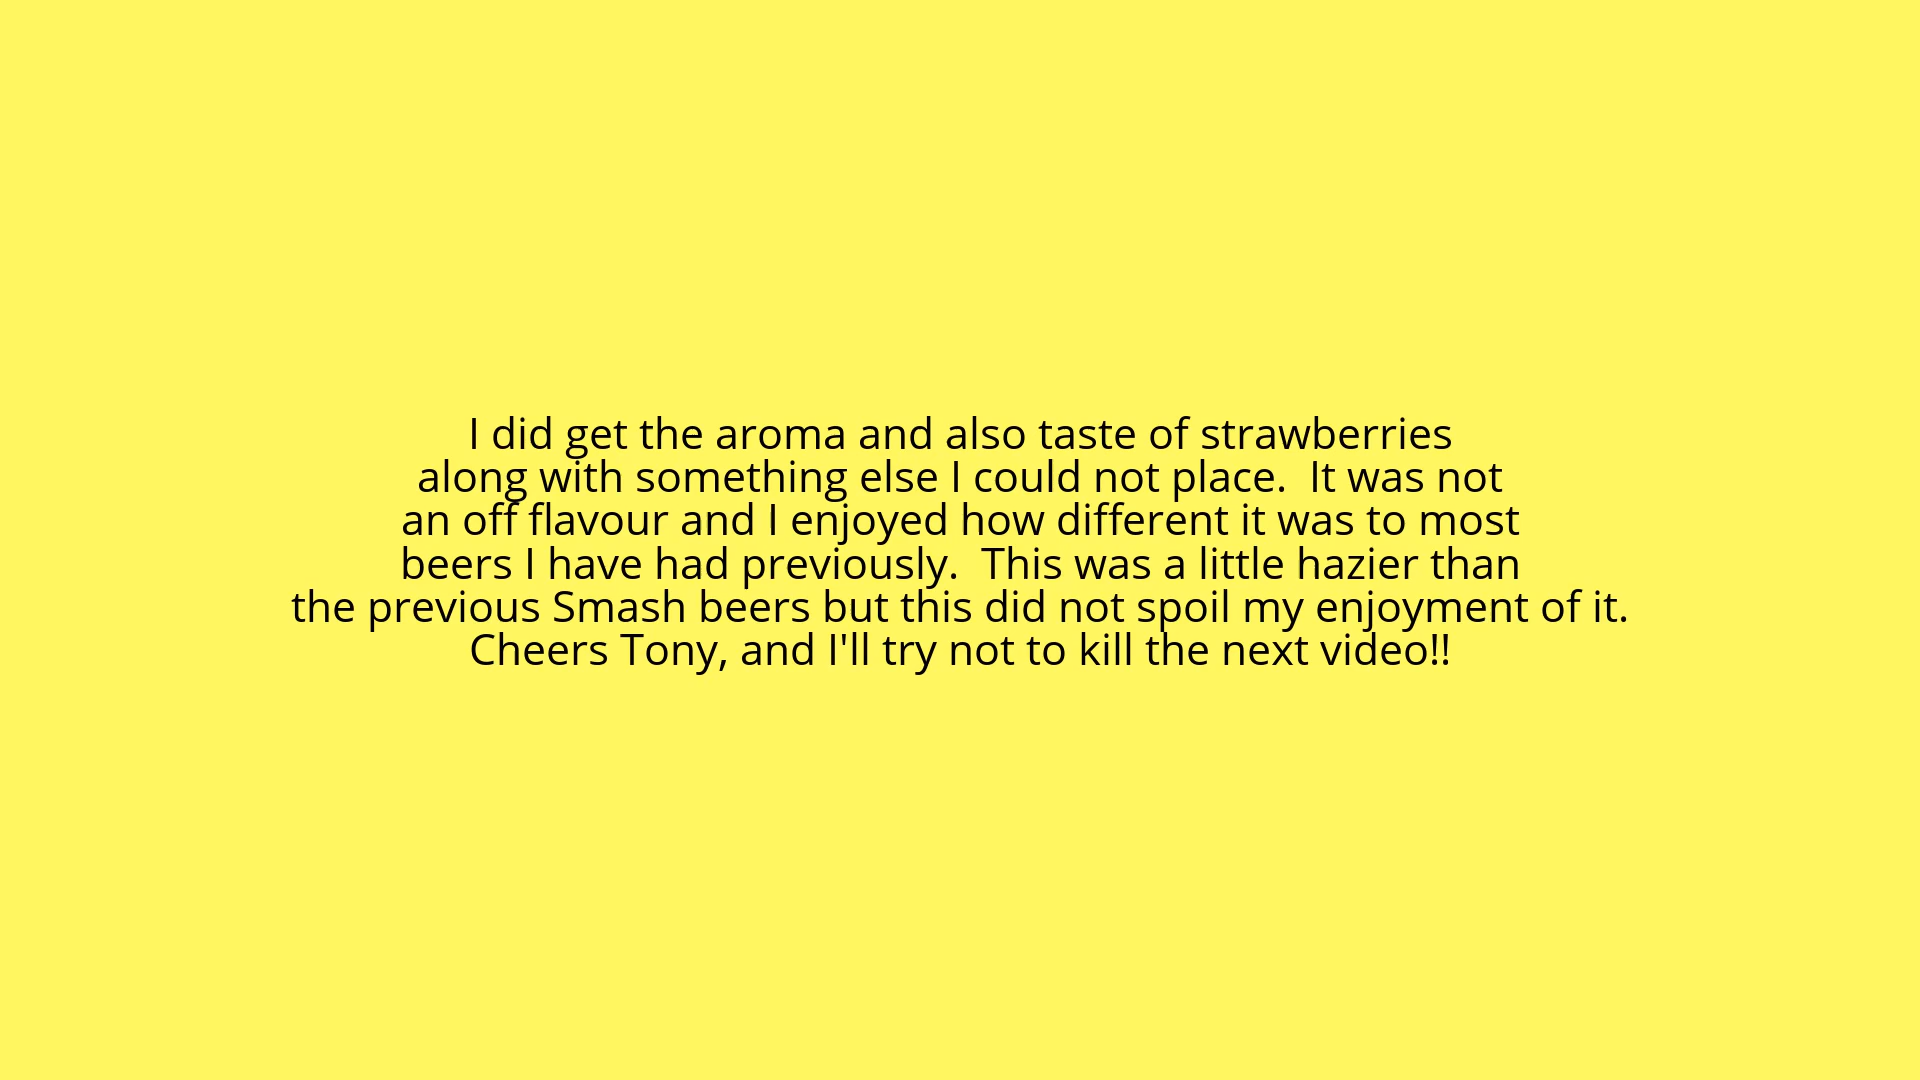 I did get the aroma and also taste of strawberries
along with something else I could not place.  It was not
an off flavour and I enjoyed how different it was to most
beers I have had previously.  This was a little hazier than
the previous Smash beers but this did not spoil my enjoyment of it.
Cheers Tony, and I'll try not to kill the next video!!